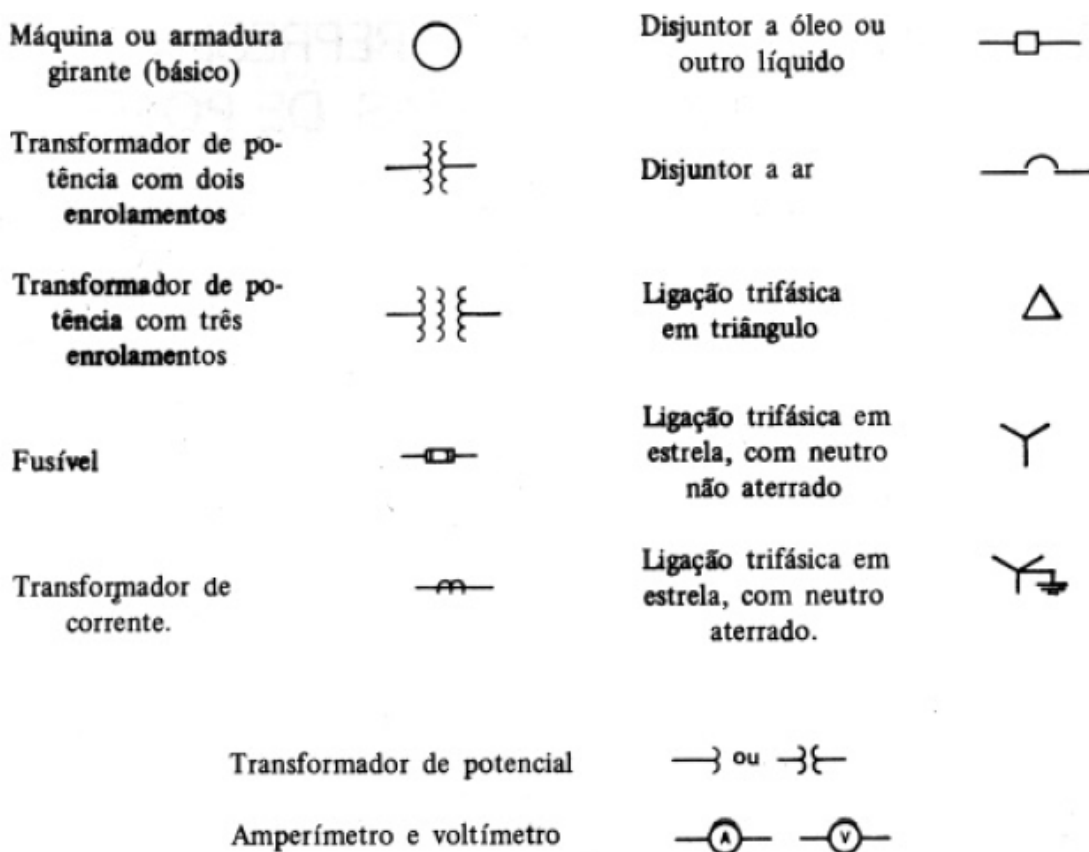 Máquina ou armadura
girante (básico)
Transformador de po-
tência com dois
enrolamentos
Transformador de po-
tência com três
enrolamentos
Fusível
Transformador de
corrente.
Disjuntor a óleo ou
outro líquido
Disjuntor a ar
Ligação trifásica
em triângulo
Ligação trifásica em
estrela, com neutro
não aterrado
Ligação trifásica em
estrela, com neutro
aterrado.
Transformador de potencial
ou
Amperímetro e voltímetro
A V